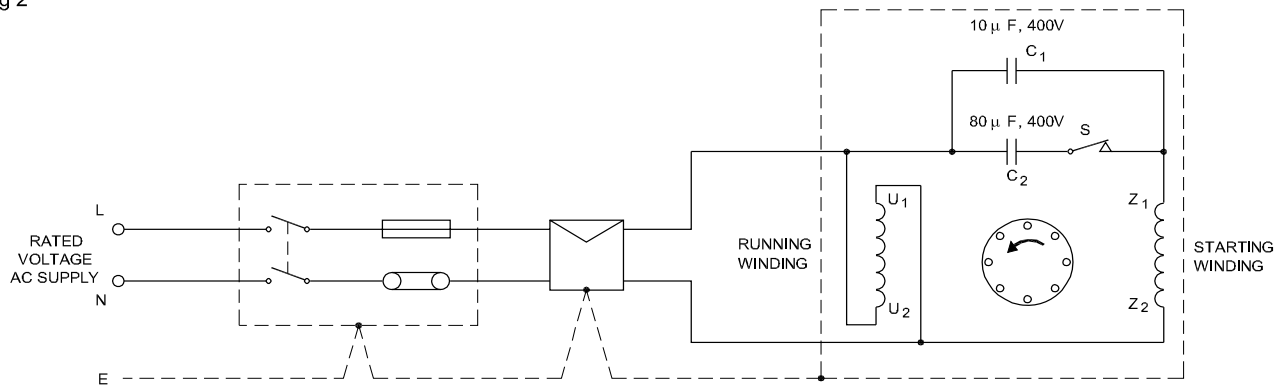 g 2
10 μ F, 400V
C1
80 μ F, 400V
S
C2
L
RATED
VOLTAGE
AC SUPPLY
N
E
RUNNING
WINDING
U1
U2
Z1
Z2
STARTING
WINDING